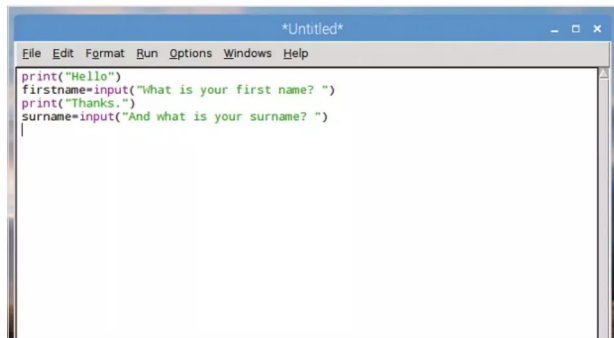 *Untitled*
File Edit Format Run Options Windows Help
print("Hello")
firstname=input("What is your first name? ")
print("Thanks.")
surname=input("And what is your surname? ")